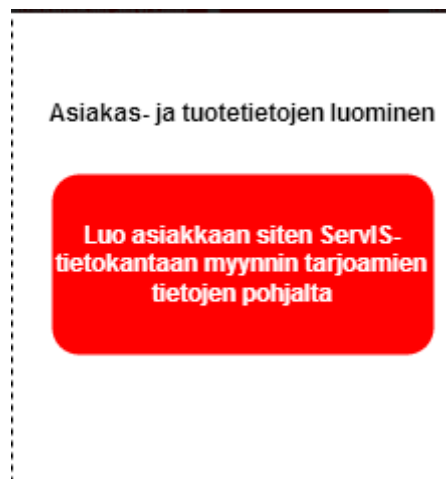 Asiakas- ja tuotetietojen luominen
Luo asiakkaan siten ServIS-
tietokantaan myynnin tarjoamien
tietojen pohjalta